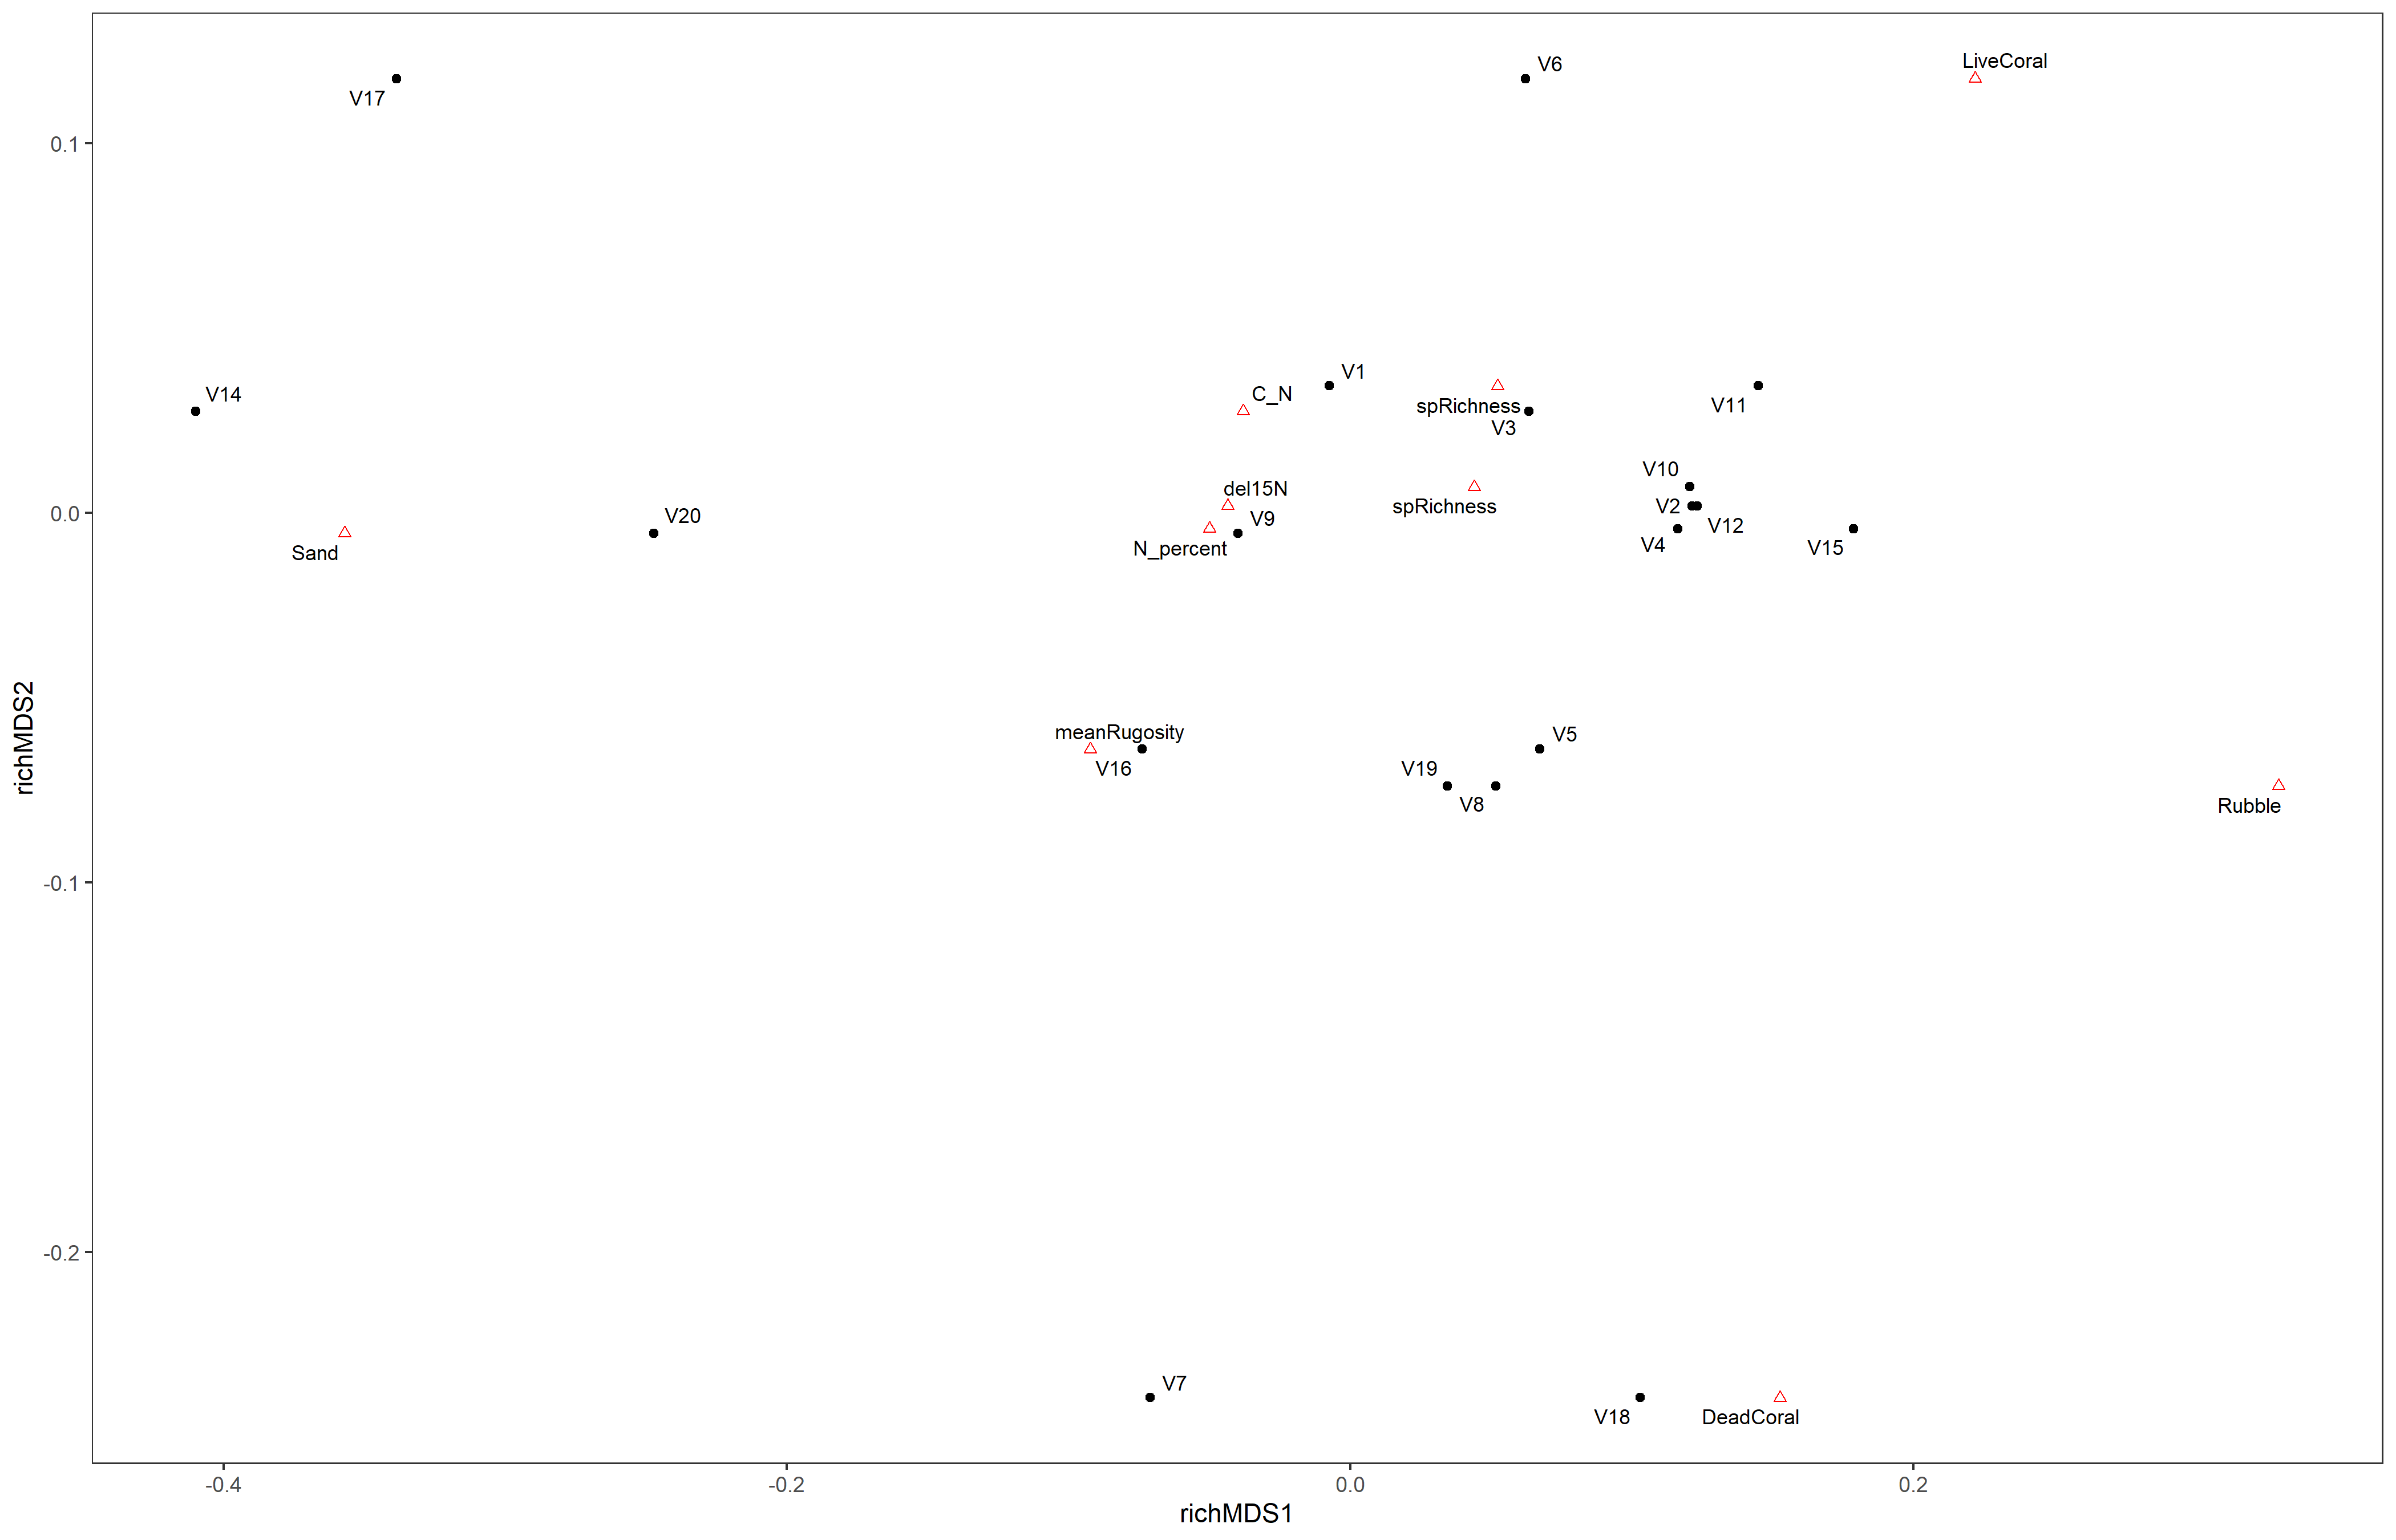 LiveCoral
V6
V17
0.1
V1
V14
C_N
spRichness
V11
V3
V10
del15N
spRichness
V2
0.0
V20
V9
V12
V4
V15
N_percent
Sand
richMDS2
meanRugosity
V5
V16
V19
V8
Rubble
-0.1
-0.2
V7
V18
DeadCoral
-0.4
-0.2
0.0
0.2
richMDS1